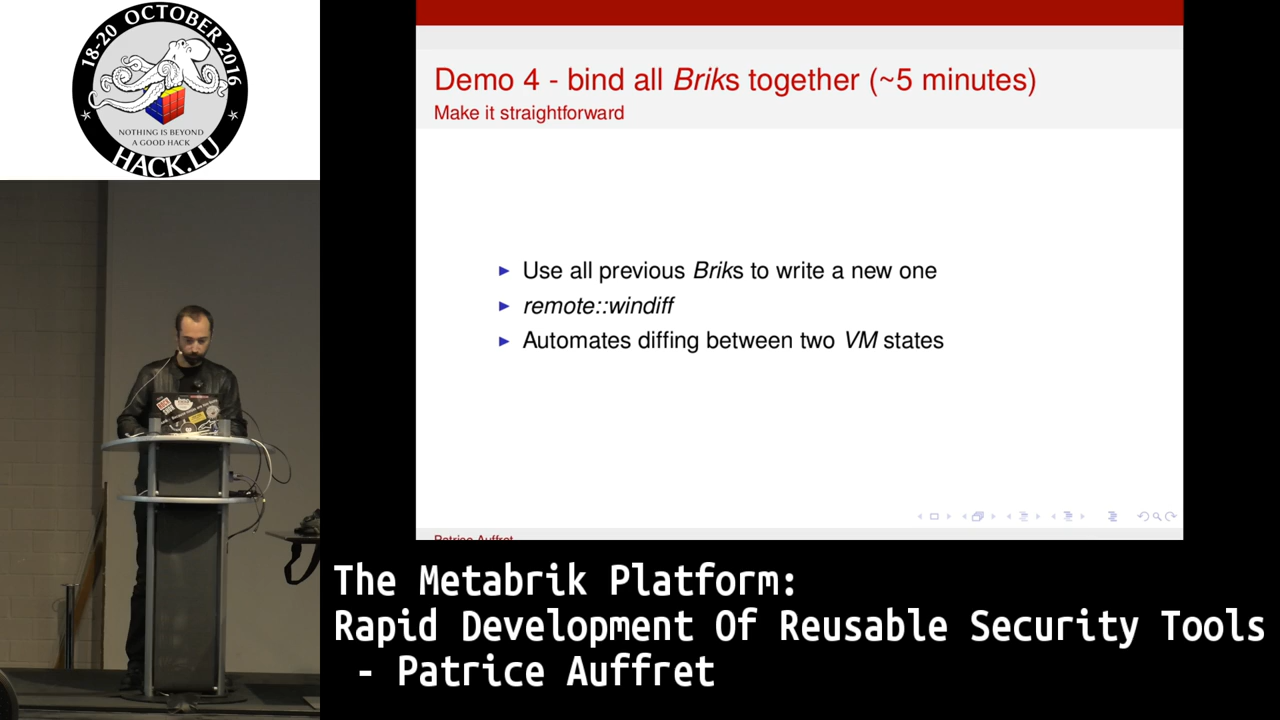 18-20 OCTOBER 2016
NOTHING IS BEYOND
A GOOD HACK
HACK.LU
Demo 4 - bind all Briks together (~5 minutes)
Make it straightforward
Use all previous Briks to write a new one
remote::windiff
Automates diffing between two VM states
Patrice Auffret
The Metabrik Platform:
Rapid Development Of Reusable Security Tools
- Patrice Auffret